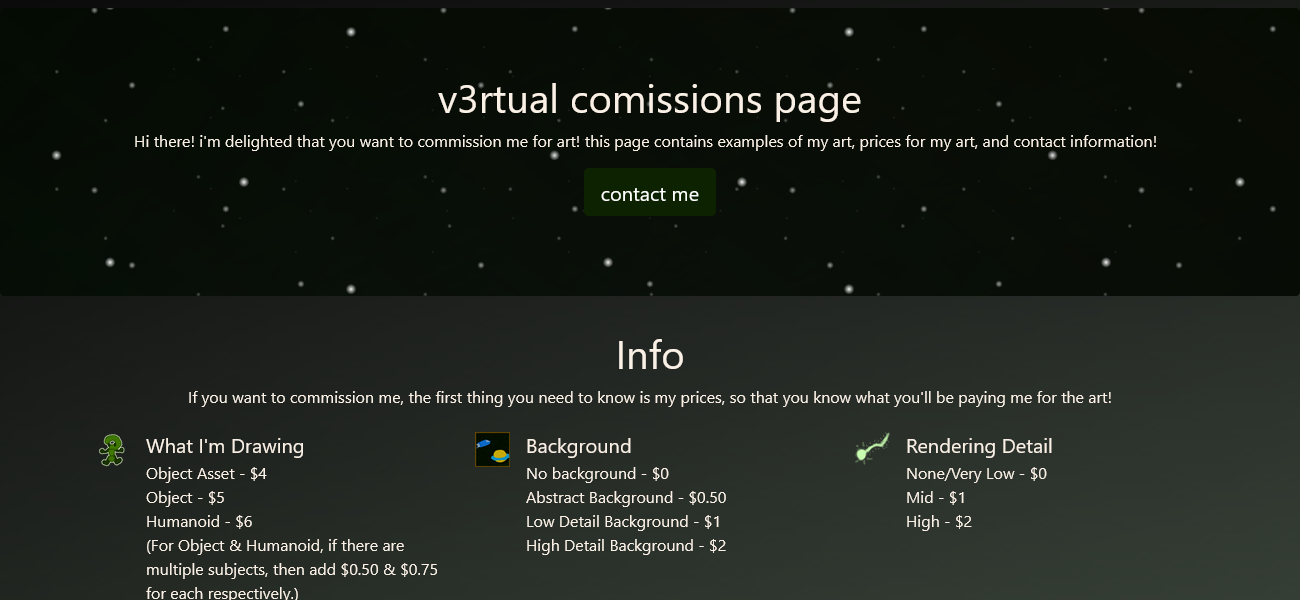 v3rtual comissions page
Hi there! i'm delighted that you want to commission me for art! this page contains examples of my art, prices for my art, and contact information!
contact me
Info
If you want to commission me, the first thing you need to know is my prices, so that you know what you'll be paying me for the art!
What I'm Drawing
Object Asset - $4
Object - $5
Humanoid - $6
(For Object & Humanoid, if there are
multiple subjects, then add $0.50 & $0.75
for each respectively.)
Background
No background - $0
Abstract Background - $0.50
Low Detail Background - $1
High Detail Background - $2
Rendering Detail
None/Very Low - $0
Mid - $1
High - $2